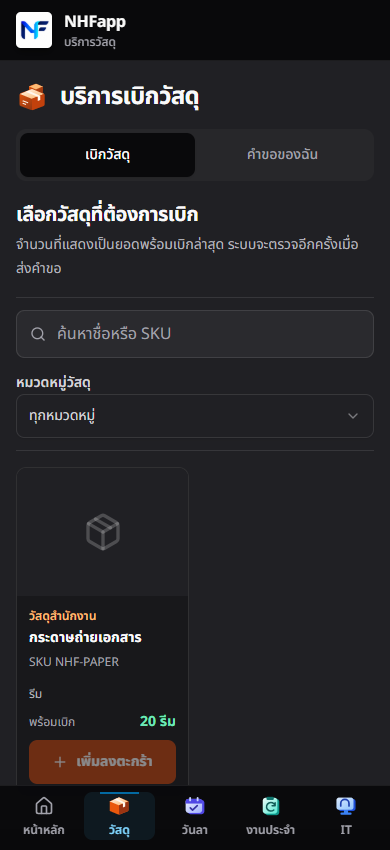 NHFapp
บริการวัสดุ
บริการเบิกวัสดุ
เบิกวัสดุ
คำขอของฉัน
เลือกวัสดุที่ต้องการเบิก
จำนวนที่แสดงเป็นยอดพร้อมเบิกล่าสุด ระบบจะตรวจอีกครั้งเมื่อ
ส่งคำขอ
ค้นหาชื่อหรือ SKU
หมวดหมู่วัสดุ
ทุกหมวดหมู่
วัสดุสำนักงาน
กระดาษถ่ายเอกสาร
SKU NHF-PAPER
รีม
พร้อมเบิก 20 รีม
+ เพิ่มลงตะกร้า
หน้าหลัก วัสดุ วันลา งานประจำ IT